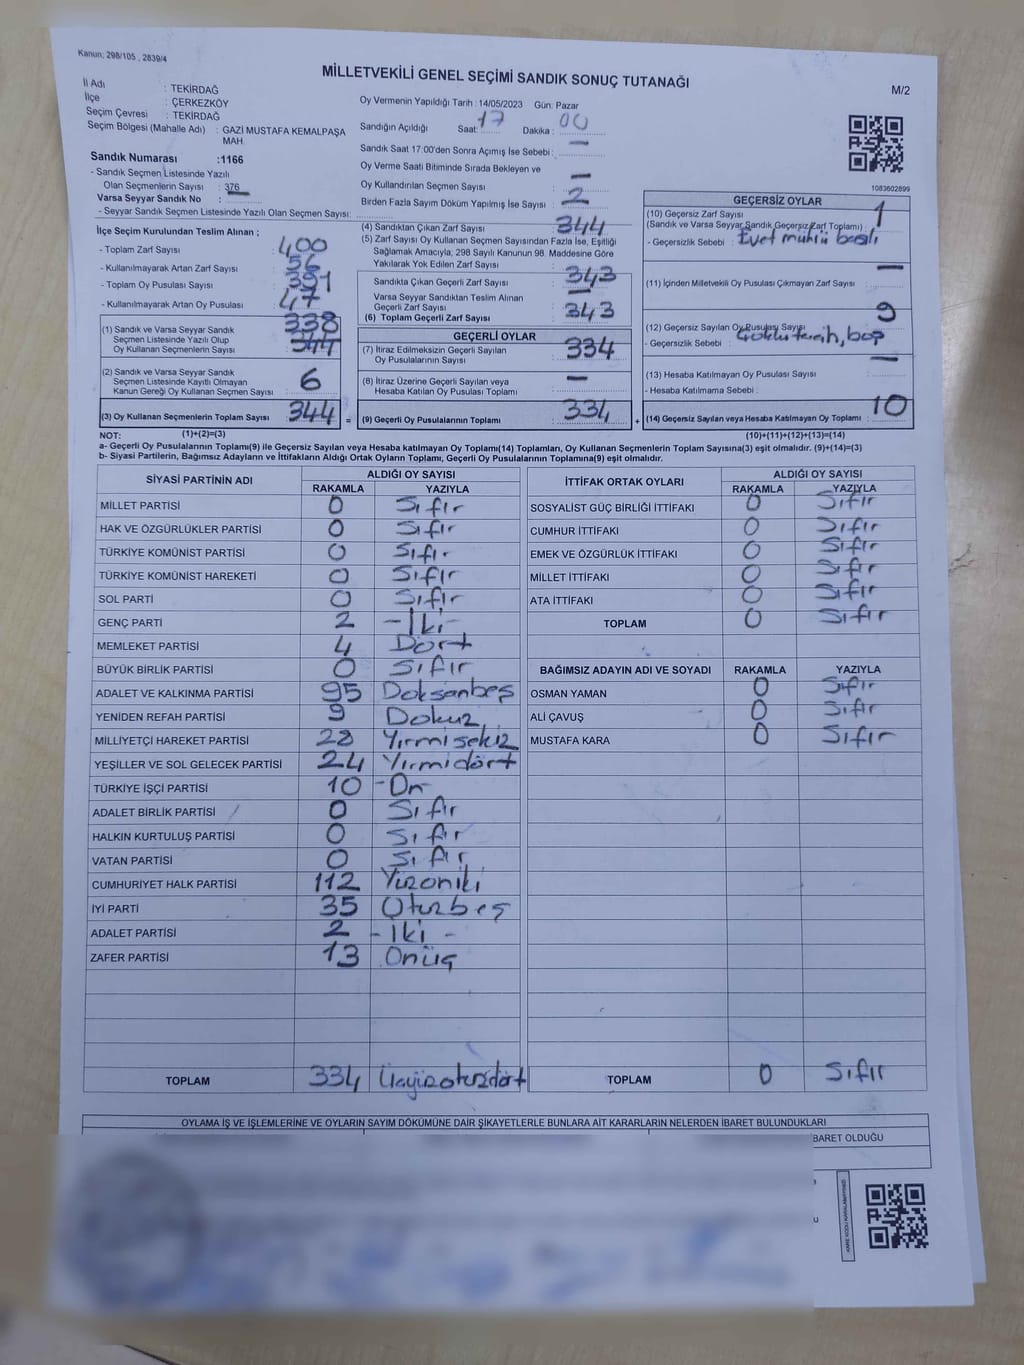 Kanun; 298/105 , 2839/4
MİLLETVEKİLİ GENEL SEÇİMİ SANDIK SONUÇ TUTANAĞI
M/2
İl Adı : TEKİRDAĞ
İlçe : ÇERKEZKÖY
Seçim Çevresi : TEKİRDAĞ
Seçim Bölgesi (Mahalle Adı) : GAZİ MUSTAFA KEMALPAŞA MAH.
Sandık Numarası :1166
- Sandık Seçmen Listesinde Yazılı
Olan Seçmenlerin Sayısı : 376
Varsa Seyyar Sandık No :
- Seyyar Sandık Seçmen Listesinde Yazılı Olan Seçmen Sayısı:
Oy Vermenin Yapıldığı Tarih : 14/05/2023 Gün: Pazar
Sandığın Açıldığı Saat: 17 Dakika : 00
Sandık Saat 17:00'den Sonra Açımış İse Sebebi : —
Oy Verme Saati Bitiminde Sırada Bekleyen ve
Oy Kullandırılan Seçmen Sayısı : —
Birden Fazla Sayım Döküm Yapılmış İse Sayısı : 2
1083602899
İlçe Seçim Kurulundan Teslim Alınan ;
- Toplam Zarf Sayısı : 400
- Kullanılmayarak Artan Zarf Sayısı : 56
- Toplam Oy Pusulası Sayısı : 391
- Kullanılmayarak Artan Oy Pusulası : 47
(1) Sandık ve Varsa Seyyar Sandık 338
Seçmen Listesinde Yazılı Olup
Oy Kullanan Seçmenlerin Sayısı : 344
(2) Sandık ve Varsa Seyyar Sandık
Seçmen Listesinde Kayıtlı Olmayan
Kanun Gereği Oy Kullanan Seçmen Sayısı : 6
(3) Oy Kullanan Seçmenlerin Toplam Sayısı : 344 =
(4) Sandıktan Çıkan Zarf Sayısı : 344
(5) Zarf Sayısı Oy Kullanan Seçmen Sayısından Fazla İse, Eşitliği
Sağlamak Amacıyla, 298 Sayılı Kanunun 98. Maddesine Göre
Yakılarak Yok Edilen Zarf Sayısı : —
Sandıkta Çıkan Geçerli Zarf Sayısı : 343
Varsa Seyyar Sandıktan Teslim Alınan
Geçerli Zarf Sayısı : —
(6) Toplam Geçerli Zarf Sayısı : 343
GEÇERLİ OYLAR
(7) İtiraz Edilmeksizin Geçerli Sayılan
Oy Pusulalarının Sayısı : 334
(8) İtiraz Üzerine Geçerli Sayılan veya
Hesaba Katılan Oy Pusulası Toplamı : —
(9) Geçerli Oy Pusulalarının Toplamı : 334 +
GEÇERSİZ OYLAR
(10) Geçersiz Zarf Sayısı 1
(Sandık ve Varsa Seyyar Sandık Geçersiz Zarf Toplamı) :
- Geçersizlik Sebebi : Evet mühlü basılı
(11) İçinden Milletvekili Oy Pusulası Çıkmayan Zarf Sayısı : —
(12) Geçersiz Sayılan Oy Pusulası Sayısı : 9
- Geçersizlik Sebebi : Çoklu tercih, boş
(13) Hesaba Katılmayan Oy Pusulası Sayısı : —
- Hesaba Katılmama Sebebi :
(14) Geçersiz Sayılan veya Hesaba Katılmayan Oy Toplamı : 10
NOT: (1)+(2)=(3) (10)+(11)+(12)+(13)=(14)
a- Geçerli Oy Pusulalarının Toplamı(9) ile Geçersiz Sayılan veya Hesaba katılmayan Oy Toplamı(14) Toplamları, Oy Kullanan Seçmenlerin Toplam Sayısına(3) eşit olmalıdır. (9)+(14)=(3)
b- Siyasi Partilerin, Bağımsız Adayların ve İttifakların Aldığı Ortak Oyların Toplamı, Geçerli Oy Pusulalarının Toplamına(9) eşit olmalıdır.
SİYASİ PARTİNİN ADI ALDIĞI OY SAYISI
RAKAMLA YAZIYLA
MİLLET PARTİSİ 0 Sıfır
HAK VE ÖZGÜRLÜKLER PARTİSİ 0 Sıfır
TÜRKİYE KOMÜNİST PARTİSİ 0 Sıfır
TÜRKİYE KOMÜNİST HAREKETİ 0 Sıfır
SOL PARTİ 0 Sıfır
GENÇ PARTİ 2 -İki-
MEMLEKET PARTİSİ 4 Dört
BÜYÜK BİRLİK PARTİSİ 0 Sıfır
ADALET VE KALKINMA PARTİSİ 95 Doksanbeş
YENİDEN REFAH PARTİSİ 9 Dokuz
MİLLİYETÇİ HAREKET PARTİSİ 28 Yirmisekiz
YEŞİLLER VE SOL GELECEK PARTİSİ 24 Yirmidört
TÜRKİYE İŞÇİ PARTİSİ 10 -On
ADALET BİRLİK PARTİSİ 0 Sıfır
HALKIN KURTULUŞ PARTİSİ 0 Sıfır
VATAN PARTİSİ 0 Sıfır
CUMHURİYET HALK PARTİSİ 112 Yüzoniki
İYİ PARTİ 35 Otuzbeş
ADALET PARTİSİ 2 -İki-
ZAFER PARTİSİ 13 Onüç
TOPLAM 334 Üçyüzotuzdört
İTTİFAK ORTAK OYLARI ALDIĞI OY SAYISI
RAKAMLA YAZIYLA
SOSYALİST GÜÇ BİRLİĞİ İTTİFAKI 0 Sıfır
CUMHUR İTTİFAKI 0 Sıfır
EMEK VE ÖZGÜRLÜK İTTİFAKI 0 Sıfır
MİLLET İTTİFAKI 0 Sıfır
ATA İTTİFAKI 0 Sıfır
TOPLAM 0 Sıfır
BAĞIMSIZ ADAYIN ADI VE SOYADI RAKAMLA YAZIYLA
OSMAN YAMAN 0 Sıfır
ALİ ÇAVUŞ 0 Sıfır
MUSTAFA KARA 0 Sıfır
TOPLAM 0 Sıfır
OYLAMA İŞ VE İŞLEMLERİNE VE OYLARIN SAYIM DÖKÜMÜNE DAİR ŞİKAYETLERLE BUNLARA AİT KARARLARIN NELERDEN İBARET BULUNDUKLARI
BARET OLDUĞU